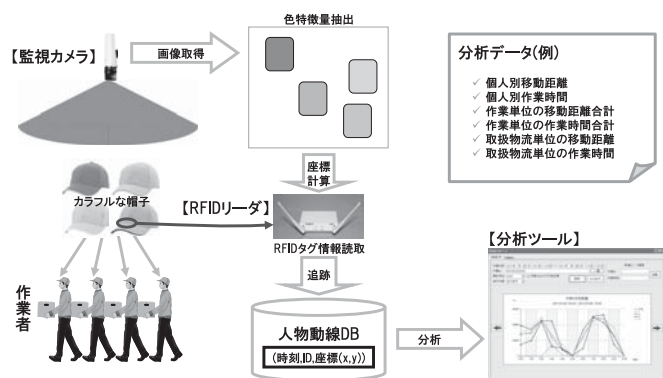 色特徴量抽出
【監視カメラ】
画像取得
分析データ(例)
✓ 個人別移動距離
✓ 個人別作業時間
✓ 作業単位の移動距離合計
✓ 作業単位の作業時間合計
✓ 取扱物流単位の移動距離
✓ 取扱物流単位の作業時間
座標
計算
カラフルな帽子
【RFIDリーダ】
RFIDタグ情報読取
【分析ツール】
追跡
作業者
人物動線DB
(時刻,ID,座標(x,y))
分析